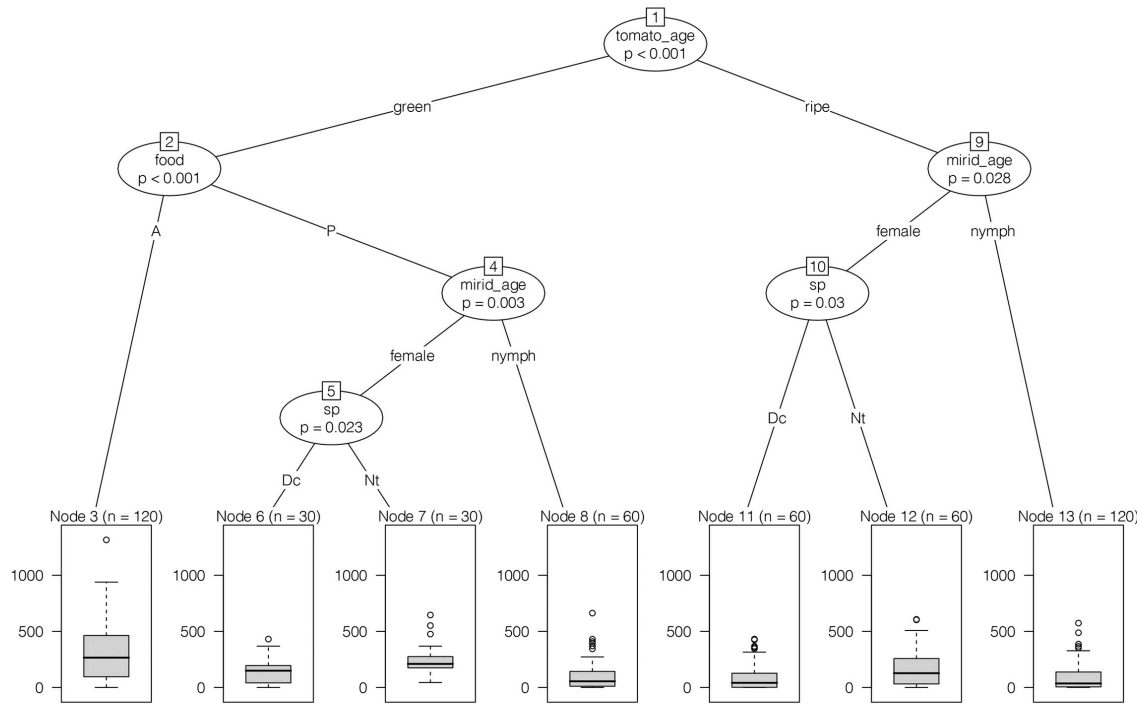 1
tomato_age
p < 0.001
green
ripe
2
food
p < 0.001
9
mirid_age
p = 0.028
A
P
female
nymph
4
mirid_age
p = 0.003
10
sp
p = 0.03
female
nymph
5
sp
p = 0.023
Dc
Nt
Dc
Nt
Node 3 (n = 120)
Node 6 (n = 30)
Node 7 (n = 30)
Node 8 (n = 60)
Node 11 (n = 60)
Node 12 (n = 60)
Node 13 (n = 120)
1000
500
0
1000
500
0
1000
500
0
1000
500
0
1000
500
0
1000
500
0
1000
500
0